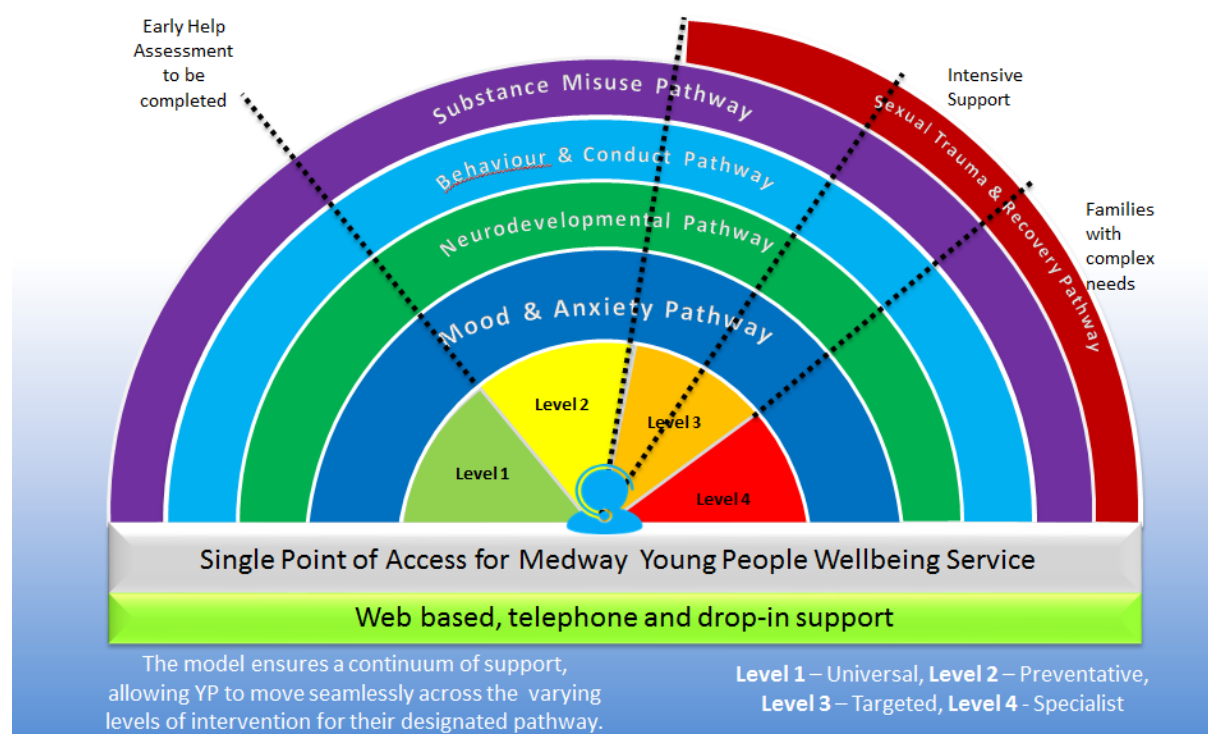 Early Help
Assessment
to be
completed
Substance Misuse Pathway
Behaviour & Conduct Pathway
Neurodevelopmental Pathway
Mood & Anxiety Pathway
Sexual Trauma & Recovery Pathway
Intensive
Support
Families
with
complex
needs
Level 1
Level 2
Level 3
Level 4
Single Point of Access for Medway Young People Wellbeing Service
Web based, telephone and drop-in support
The model ensures a continuum of support,
allowing YP to move seamlessly across the varying
levels of intervention for their designated pathway.
Level 1 – Universal, Level 2 – Preventative,
Level 3 – Targeted, Level 4 - Specialist